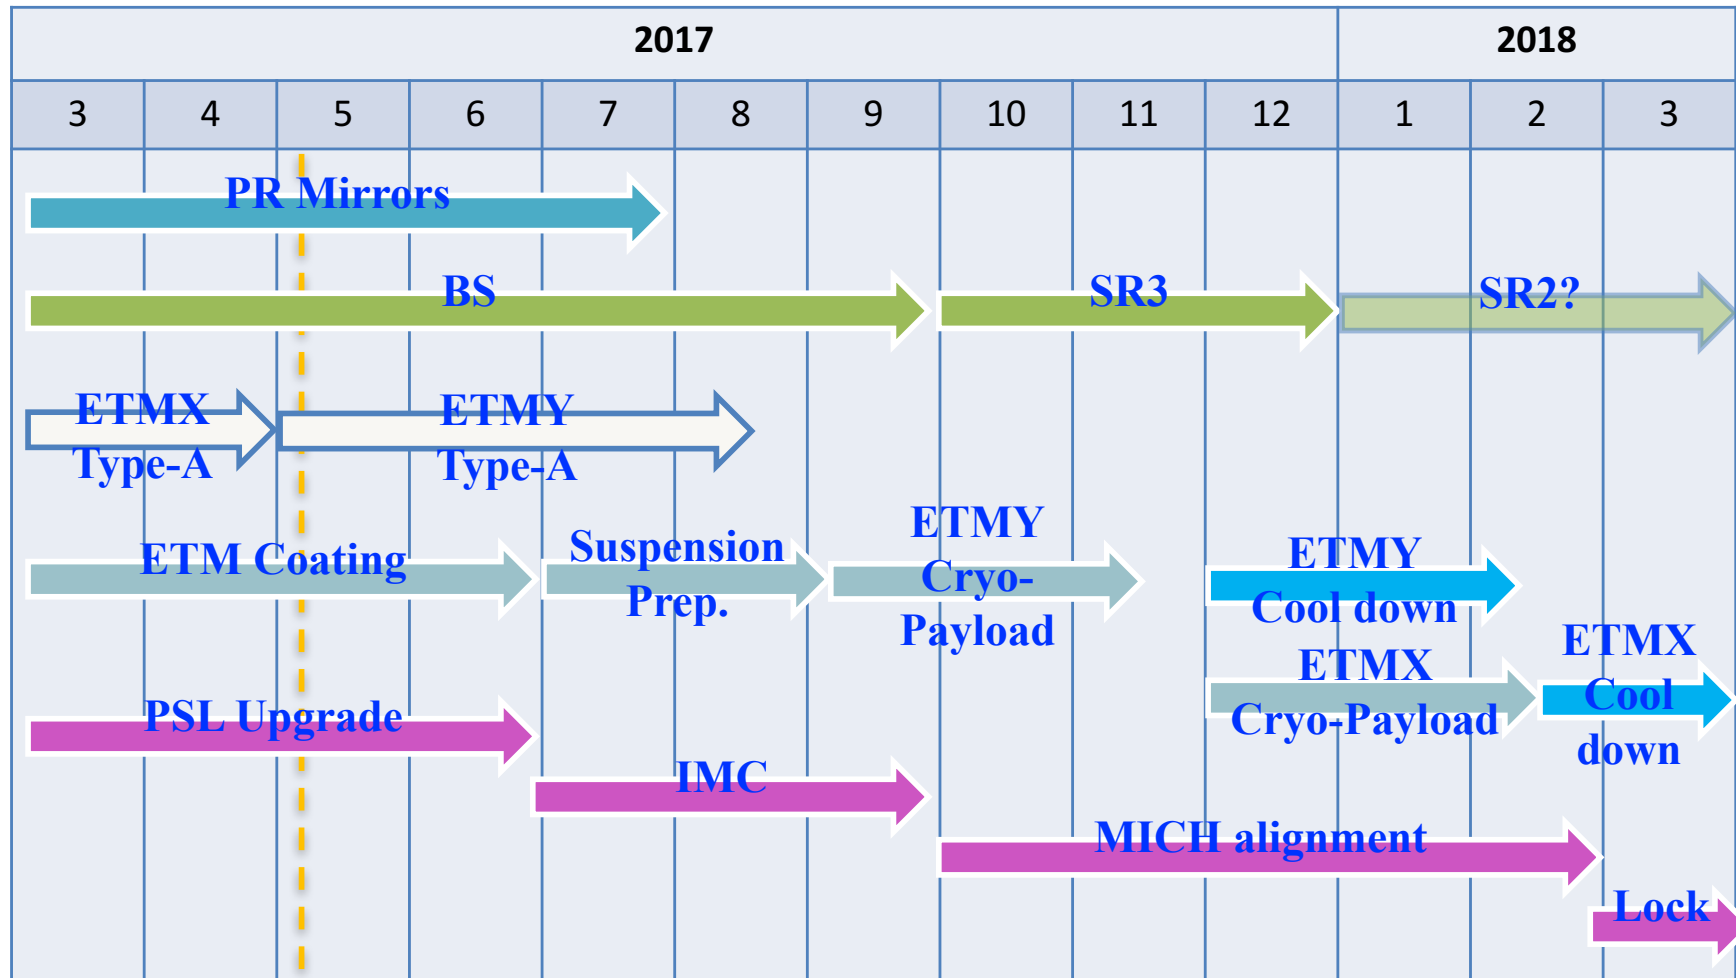 2017 2018
3 4 5 6 7 8 9 10 11 12 1 2 3
PR Mirrors
BS SR3 SR2?
ETMX
Type-A
ETMY
Type-A
ETM Coating
Suspension
Prep.
ETMY
Cryo-
Payload
ETMY
Cool down
ETMX
Cryo-Payload
ETMX
Cool
down
PSL Upgrade
IMC
MICH alignment
Lock